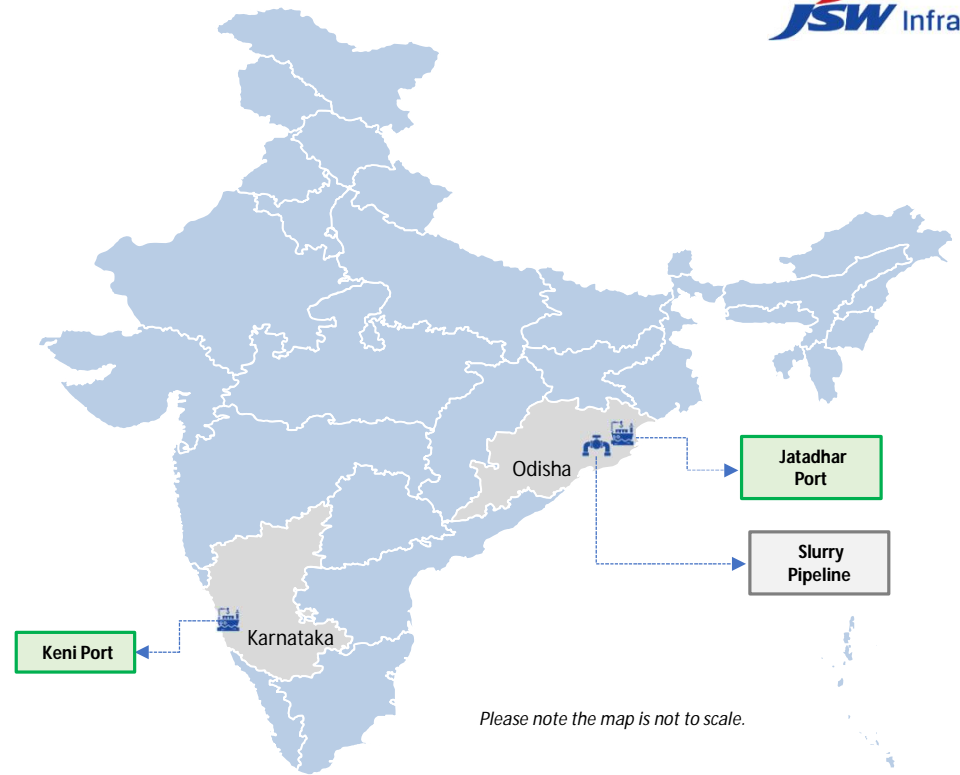 JSW Infra
Odisha
Jatadhar
Port
Slurry
Pipeline
Karnataka
Keni Port
Please note the map is not to scale.